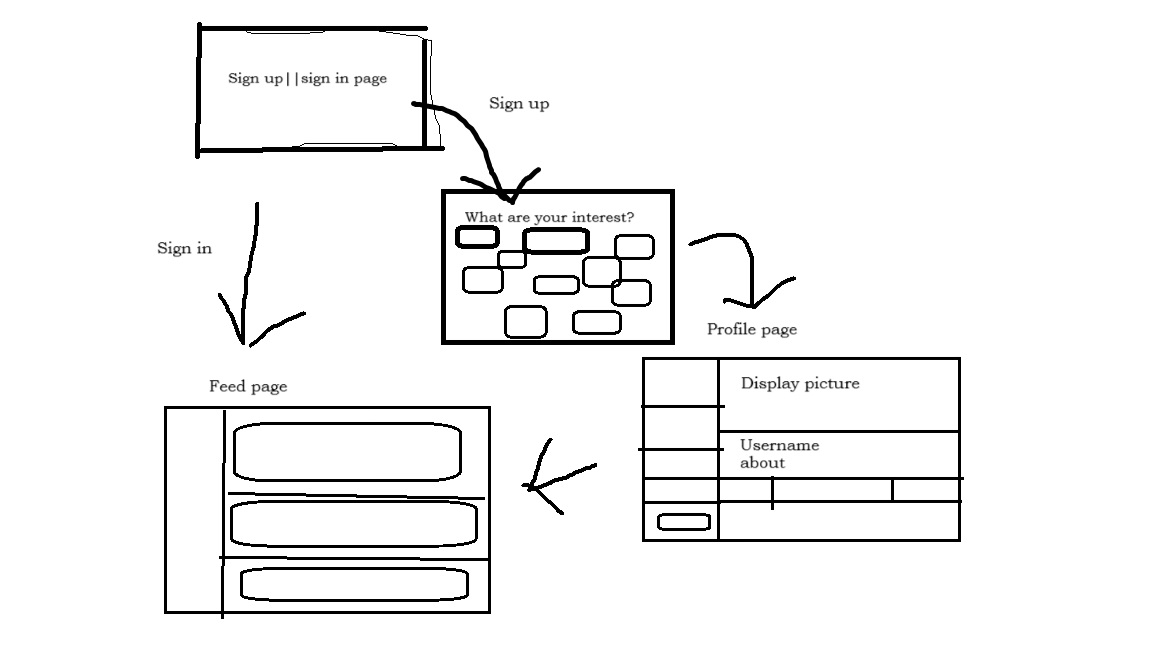 Sign up||sign in page
Sign up
What are your interest?
Sign in
Profile page
Feed page
Display picture
Username
about